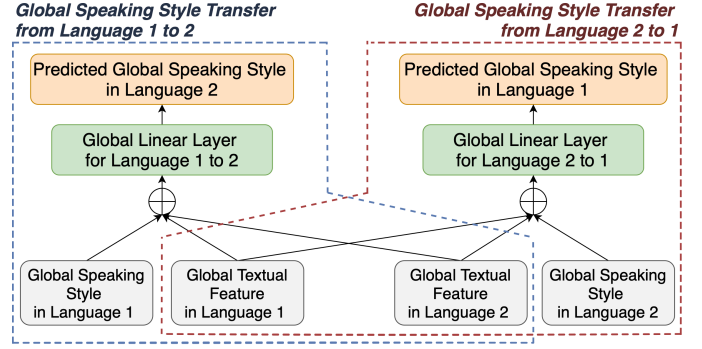 Global Speaking Style Transfer
from Language 1 to 2
Global Speaking Style Transfer
from Language 2 to 1
Predicted Global Speaking Style
in Language 2
Predicted Global Speaking Style
in Language 1
Global Linear Layer
for Language 1 to 2
Global Linear Layer
for Language 2 to 1
Global Speaking
Style
in Language 1
Global Textual
Feature
in Language 1
Global Textual
Feature
in Language 2
Global Speaking
Style
in Language 2